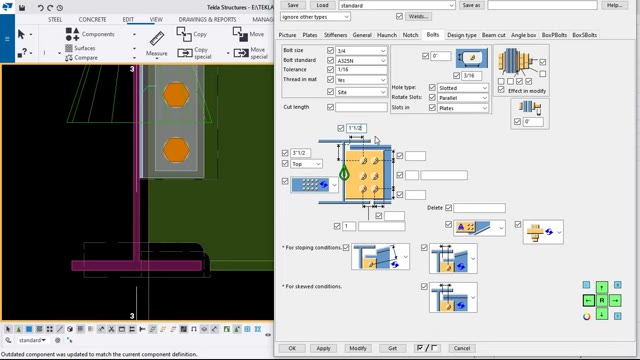 Tekla Structures - [E:\TEKLA
STEEL
CONCRETE
EDIT
VIEW
DRAWINGS & REPORTS
MANAGE
Components
Surfaces
More
Copy
Copy special
Move
Move special
Save
Load
standard
Save as
Help...
ignore other types
Welds...
Picture
Plates
Stiffeners
General
Haunch
Notch
Bolts
Design type
Beam cut
Angle box
BoxPBolts
BoxSBolts
Bolt size
3/4
Bolt standard
A325N
Tolerance
1/16
Thread in mat
Yes
Site
Cut length
0"
3/16
Hole type:
Slotted
Rotate Slots:
Parallel
Slots in
Plates
Effect in modify
0"
1"1/2
3"1/2
Top
1
Delete
* For sloping conditions.
* For skewed conditions.
3
3
R
OK
Apply
Modify
Get
Cancel
standard
Outdated component was updated to match the current component definition.